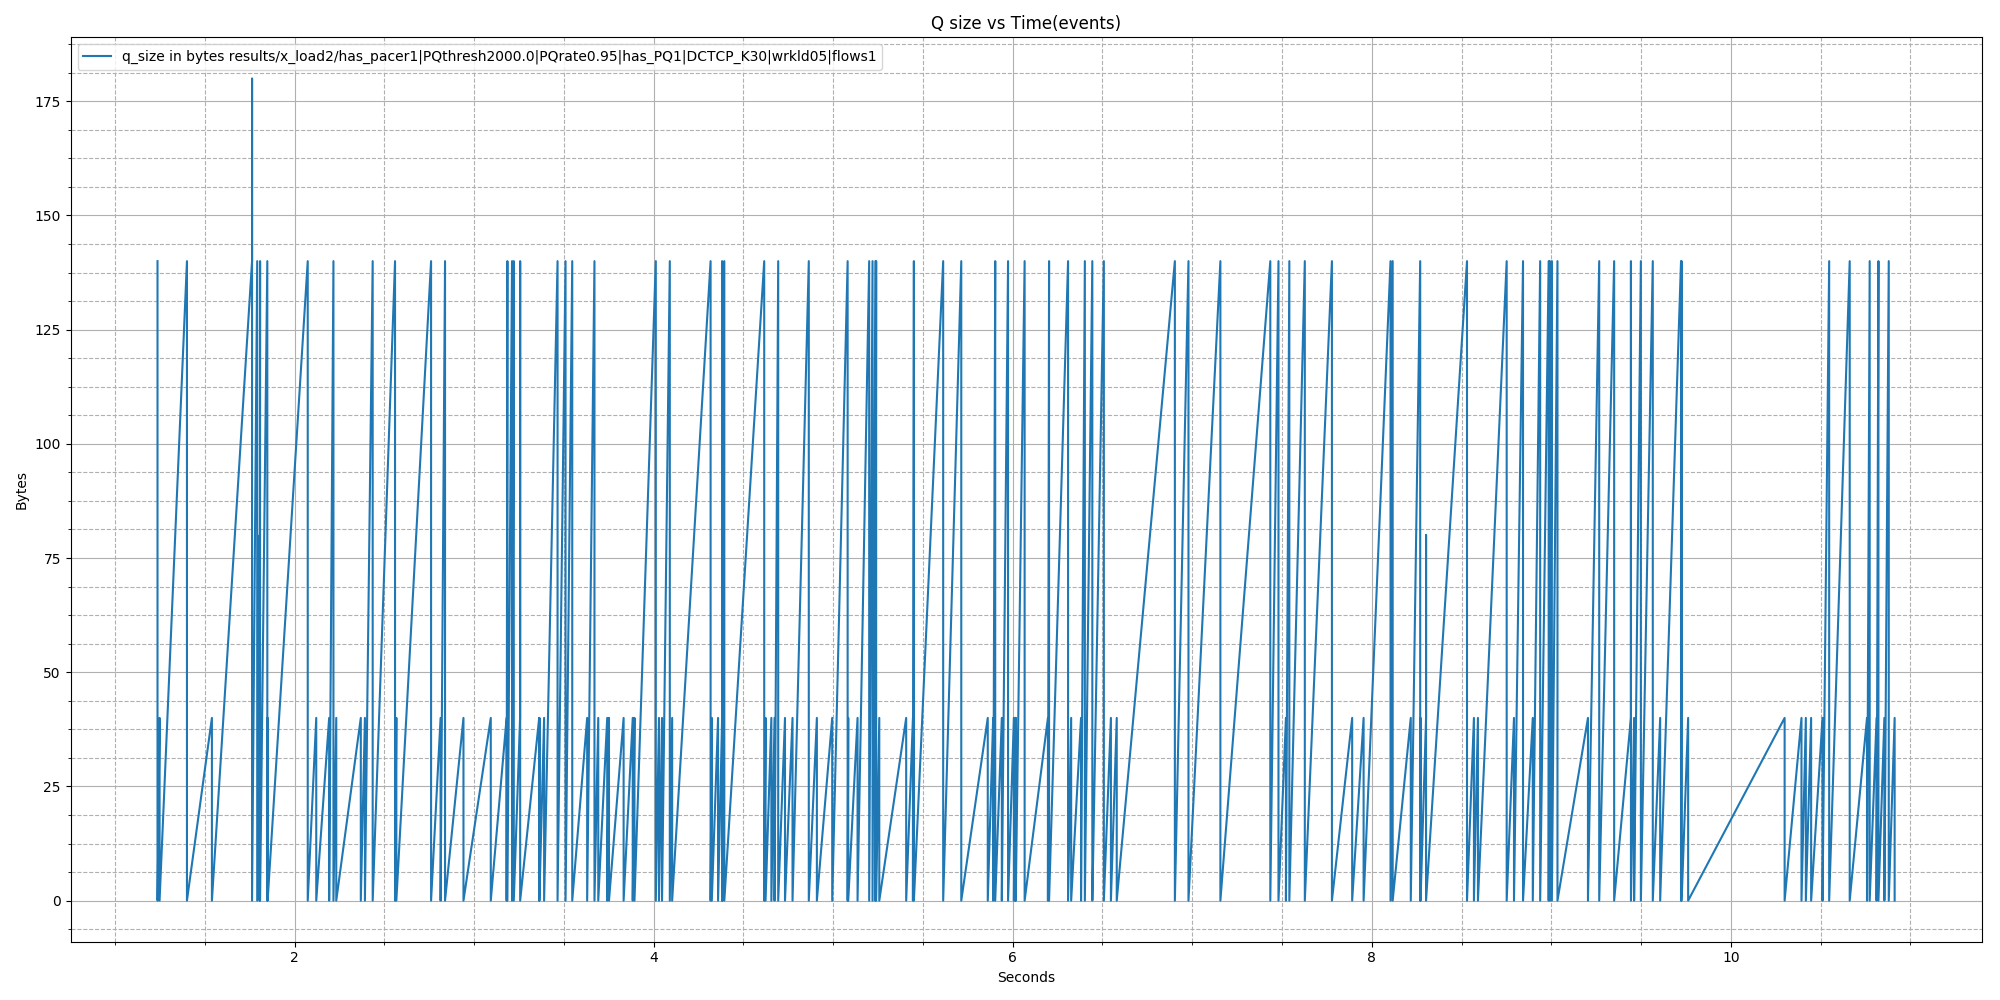 Q size vs Time(events)
q_size in bytes results/x_load2/has_pacer1|PQthresh2000.0|PQrate0.95|has_PQ1|DCTCP_K30|wrkld05|flows1
175
150
125
100
75
50
25
0
Bytes
2 4 6 8 10
Seconds